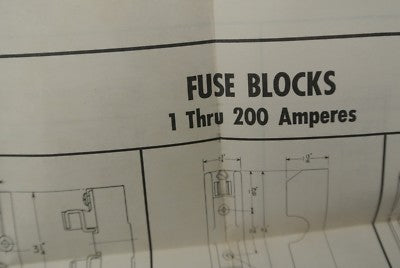 FUSE BLOCKS
1 Thru 200 Amperes